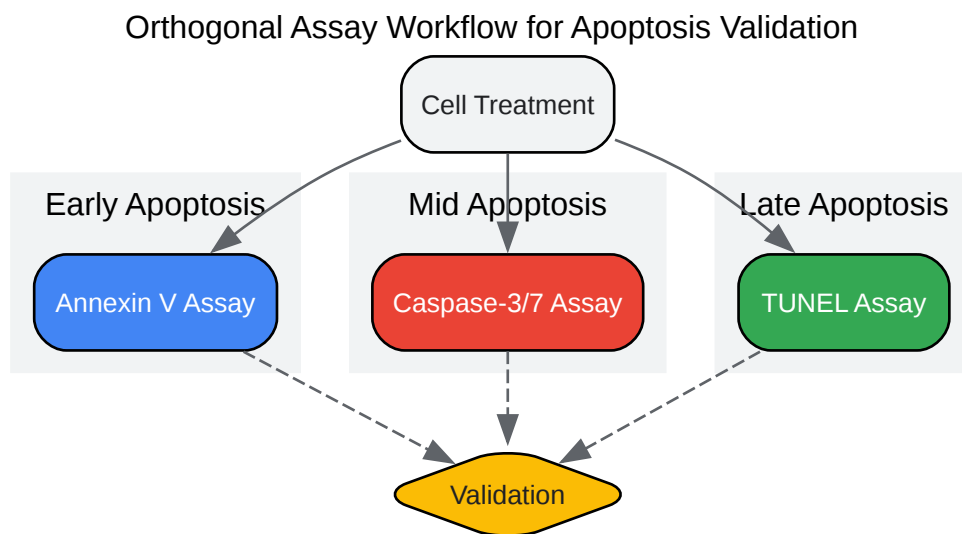 Orthogonal Assay Workflow for Apoptosis Validation
Cell Treatment
Early Apoptosis
Mid Apoptosis
Late Apoptosis
Annexin V Assay
Caspase-3/7 Assay
TUNEL Assay
Validation